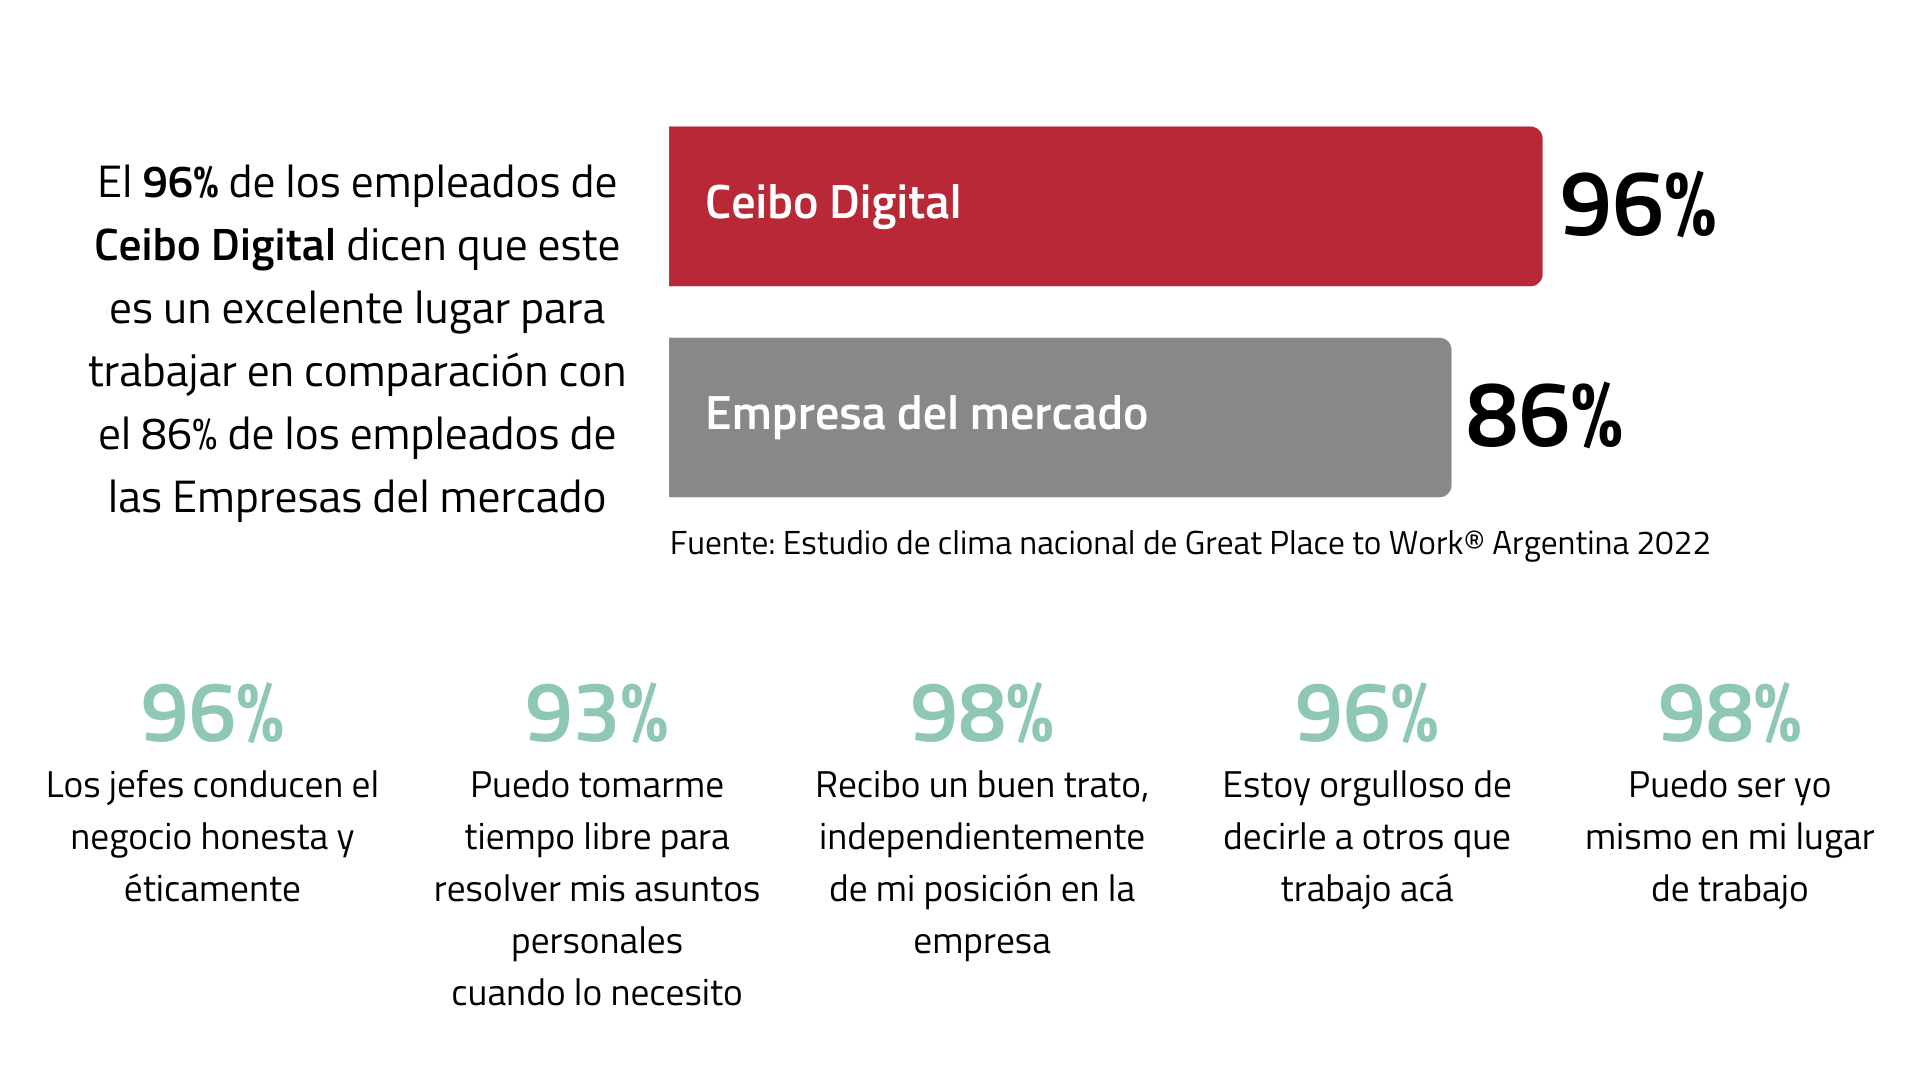 El 96% de los empleados de
Ceibo Digital dicen que este
es un excelente lugar para
trabajar en comparación con
el 86% de los empleados de
las Empresas del mercado
Ceibo Digital
96%
Empresa del mercado
86%
Fuente: Estudio de clima nacional de Great Place to Work® Argentina 2022
96%
Los jefes conducen el
negocio honesta y
éticamente
93%
Puedo tomarme
tiempo libre para
resolver mis asuntos
personales
cuando lo necesito
98%
Recibo un buen trato,
independientemente
de mi posición en la
empresa
96%
Estoy orgulloso de
decirle a otros que
trabajo acá
98%
Puedo ser yo
mismo en mi lugar
de trabajo